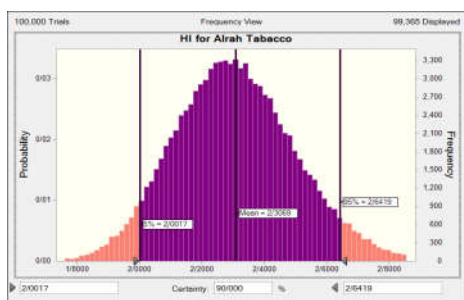 100,000 Trials Frequency View 99,365 Displayed
HI for Alrah Tabacco
Probability
0/03
0/02
0/01
0/00
3,300
3,000
2,700
2,400
2,100
1,800
1,500
1,200
900
600
300
0
Frequency
5% = 2/0017
Mean = 2/3069
95% = 2/6419
1/8000 2/0000 2/2000 2/4000 2/6000 2/8000
2/0017 Certainty: 90/000 % 2/6419